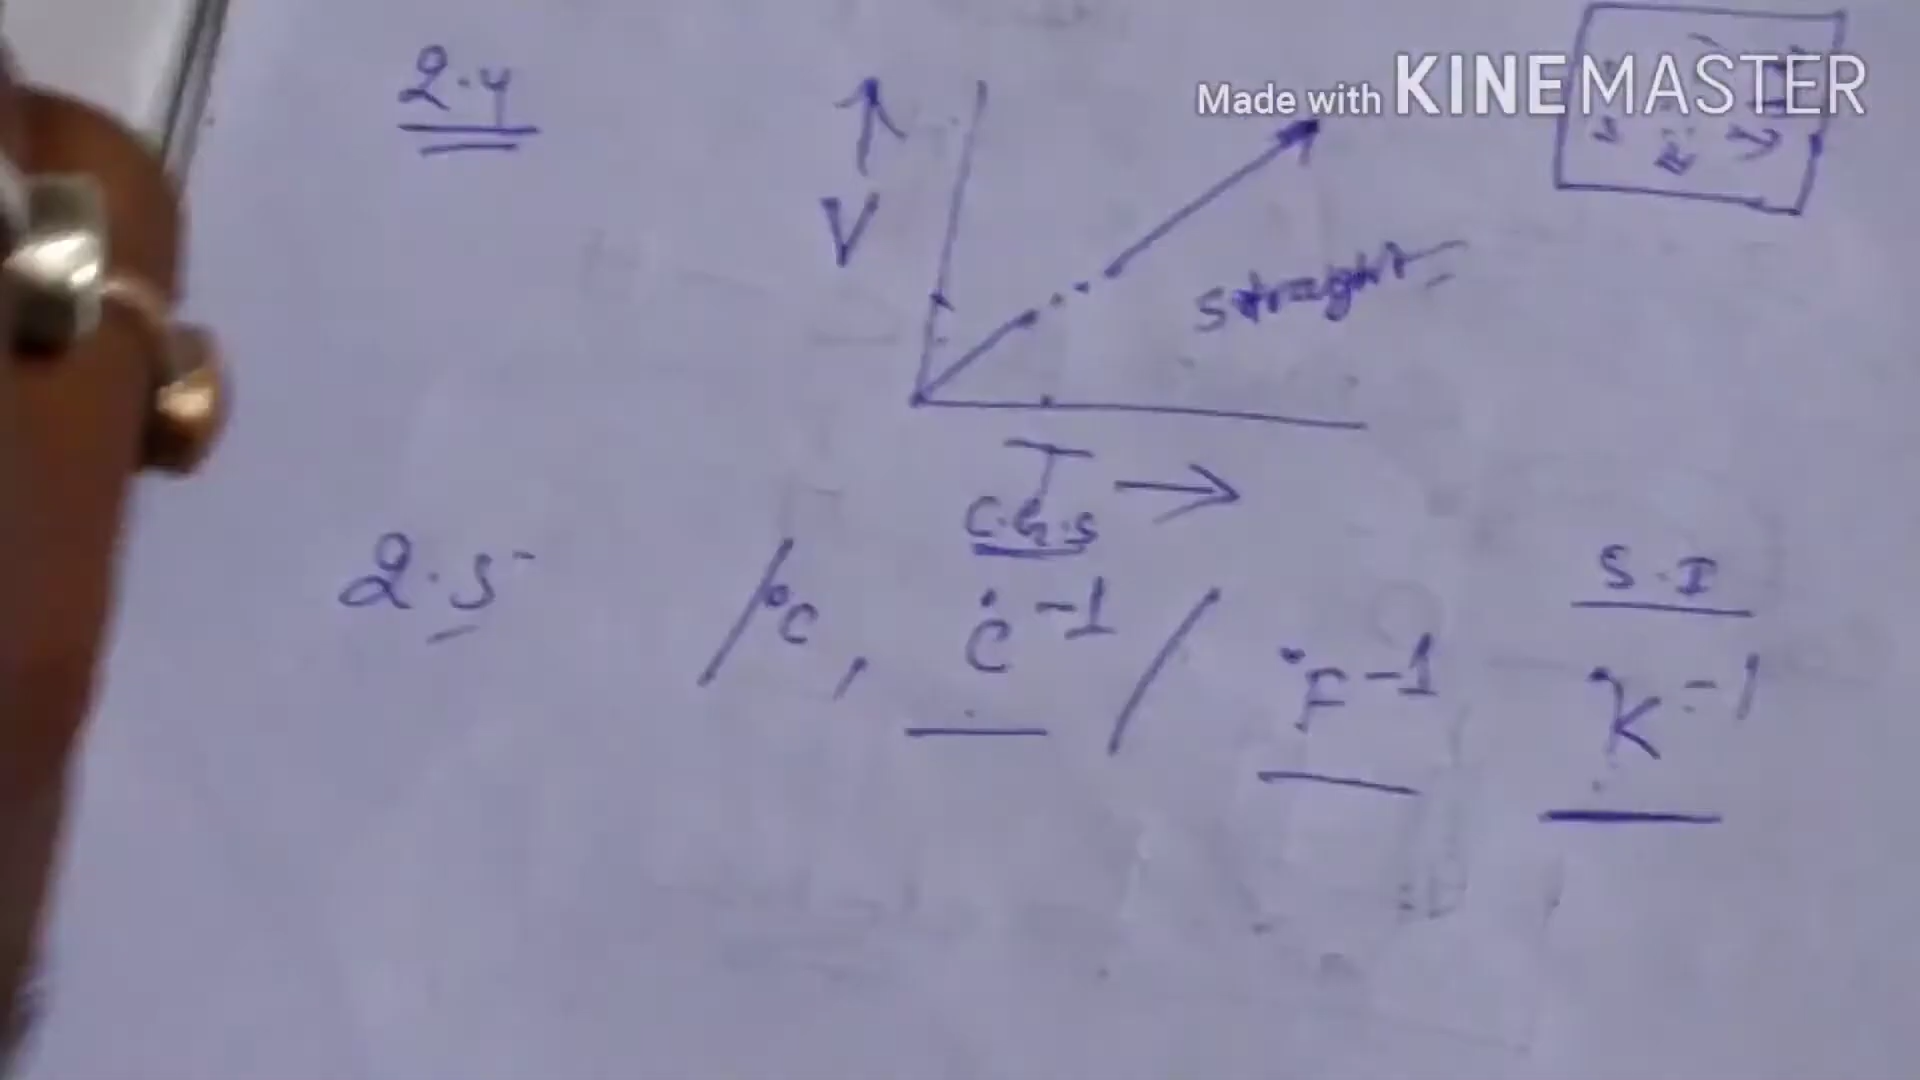 2.4
Made with KINEMASTER
V
straight
T
C.G.S
2.5
/°C, °C⁻¹ / °F⁻¹
S.I
°K⁻¹